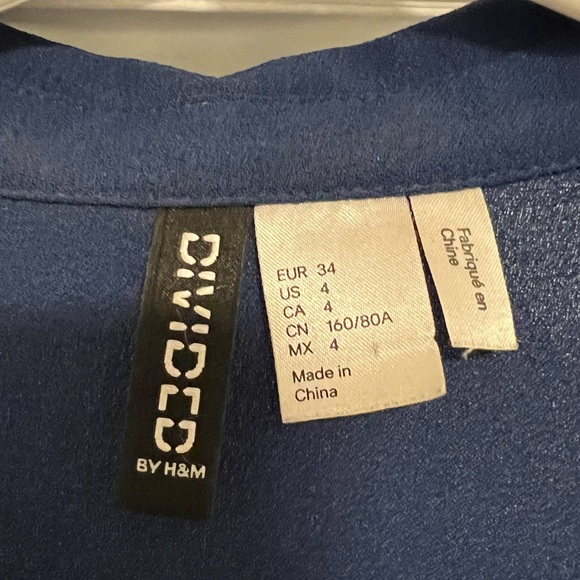 DIVIDED
BY H&M
EUR 34
US 4
CA 4
CN 160/80A
MX 4
Made in
China
Fabriqué en
Chine